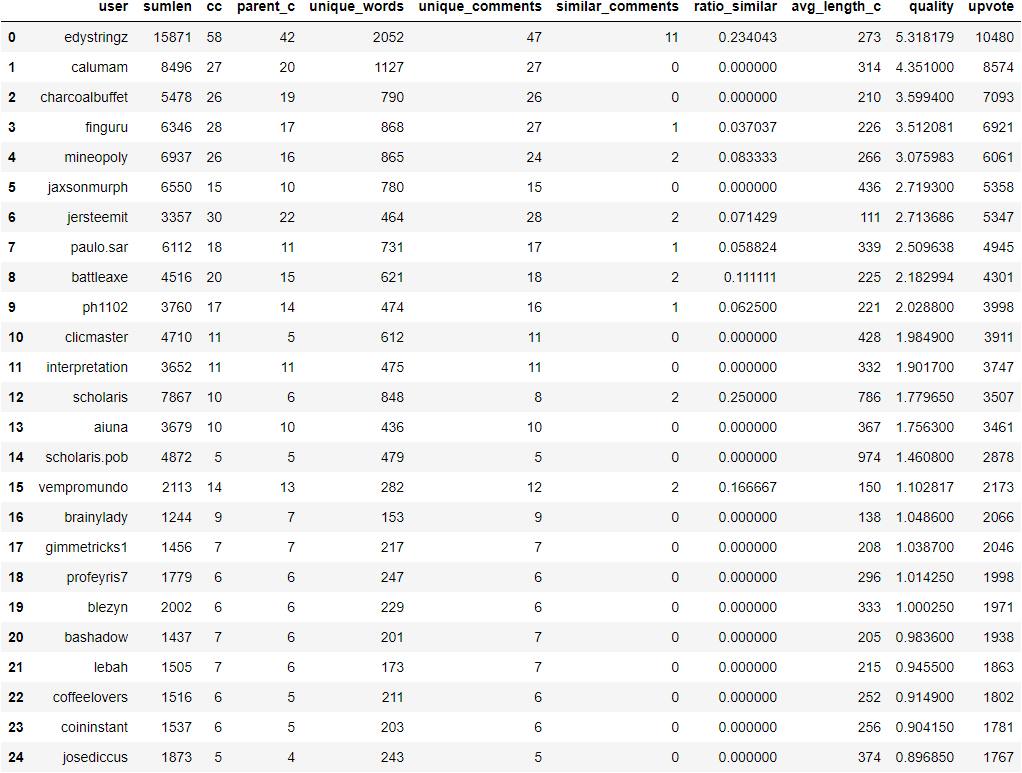 user sumlen cc parent_c unique_words unique_comments similar_comments ratio_similar avg_length_c quality upvote
0 edystringz 15871 58 42 2052 47 11 0.234043 273 5.318179 10480
1 calumam 8496 27 20 1127 27 0 0.000000 314 4.351000 8574
2 charcoalbuffet 5478 26 19 790 26 0 0.000000 210 3.599400 7093
3 finguru 6346 28 17 868 27 1 0.037037 226 3.512081 6921
4 mineopoly 6937 26 16 865 24 2 0.083333 266 3.075983 6061
5 jaxsonmurph 6550 15 10 780 15 0 0.000000 436 2.719300 5358
6 jersteemit 3357 30 22 464 28 2 0.071429 111 2.713686 5347
7 paulo.sar 6112 18 11 731 17 1 0.058824 339 2.509638 4945
8 battleaxe 4516 20 15 621 18 2 0.111111 225 2.182994 4301
9 ph1102 3760 17 14 474 16 1 0.062500 221 2.028800 3998
10 clicmaster 4710 11 5 612 11 0 0.000000 428 1.984900 3911
11 interpretation 3652 11 11 475 11 0 0.000000 332 1.901700 3747
12 scholaris 7867 10 6 848 8 2 0.250000 786 1.779650 3507
13 aiuna 3679 10 10 436 10 0 0.000000 367 1.756300 3461
14 scholaris.pob 4872 5 5 479 5 0 0.000000 974 1.460800 2878
15 vempromundo 2113 14 13 282 12 2 0.166667 150 1.102817 2173
16 brainylady 1244 9 7 153 9 0 0.000000 138 1.048600 2066
17 gimmetricks1 1456 7 7 217 7 0 0.000000 208 1.038700 2046
18 profeyris7 1779 6 6 247 6 0 0.000000 296 1.014250 1998
19 blezyn 2002 6 6 229 6 0 0.000000 333 1.000250 1971
20 bashadow 1437 7 6 201 7 0 0.000000 205 0.983600 1938
21 lebah 1505 7 6 173 7 0 0.000000 215 0.945500 1863
22 coffeelovers 1516 6 5 211 6 0 0.000000 252 0.914900 1802
23 coininstant 1537 6 5 203 6 0 0.000000 256 0.904150 1781
24 josediccus 1873 5 4 243 5 0 0.000000 374 0.896850 1767